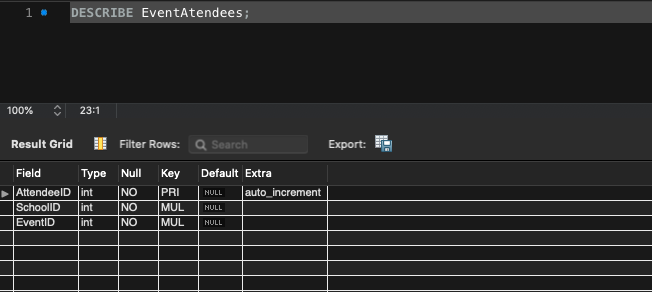 1 DESCRIBE EventAtendees;
100% 23:1
Result Grid Filter Rows: Search Export:
Field Type Null Key Default Extra
AttendeeID int NO PRI NULL auto_increment
SchoolID int NO MUL NULL
EventID int NO MUL NULL